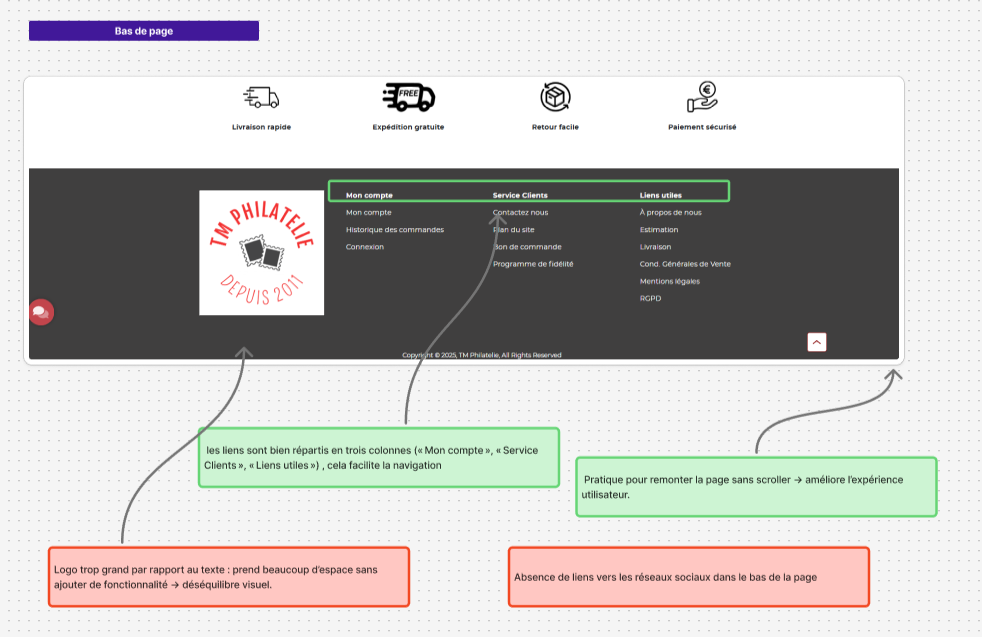 Bas de page
FREE
Livraison rapide
Expédition gratuite
Retour facile
Paiement sécurisé
TM PHILATELIE
DEPUIS 2011
Mon compte
Mon compte
Historique des commandes
Connexion
Service Clients
Contactez nous
Plan du site
Bon de commande
Programme de fidélité
Liens utiles
À propos de nous
Estimation
Livraison
Cond. Générales de Vente
Mentions légales
RGPD
Copyright © 2025, TM Philatelie, All Rights Reserved
les liens sont bien répartis en trois colonnes (« Mon compte », « Service
Clients », « Liens utiles ») , cela facilite la navigation
Pratique pour remonter la page sans scroller → améliore l'expérience
utilisateur.
Logo trop grand par rapport au texte : prend beaucoup d'espace sans
ajouter de fonctionnalité → déséquilibre visuel.
Absence de liens vers les réseaux sociaux dans le bas de la page